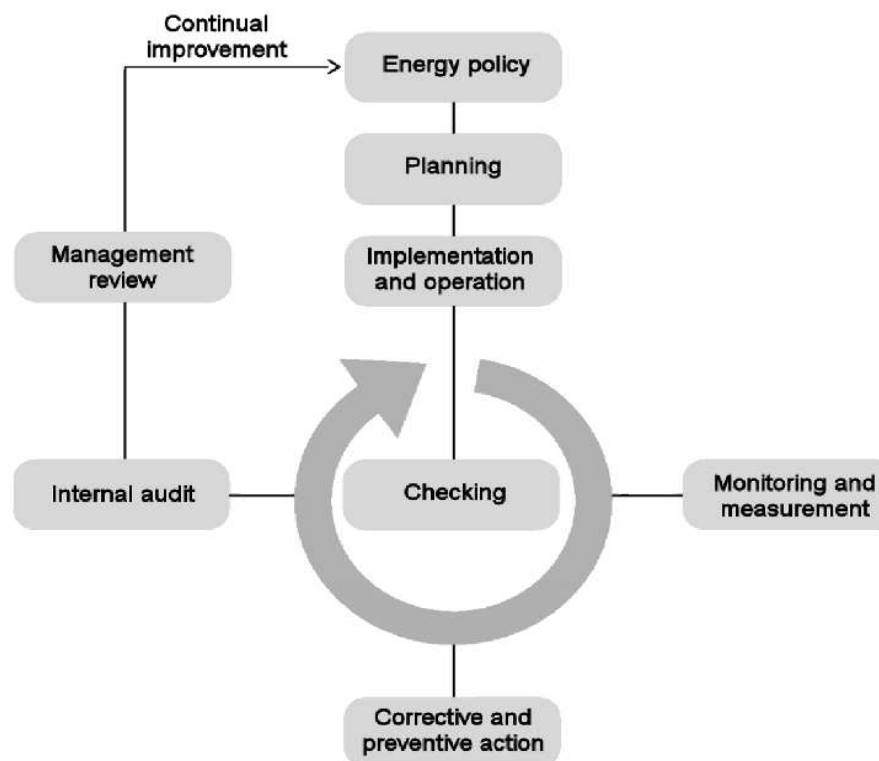 Continual
improvement
Energy policy
Planning
Management
review
Implementation
and operation
Internal audit
Checking
Monitoring and
measurement
Corrective and
preventive action